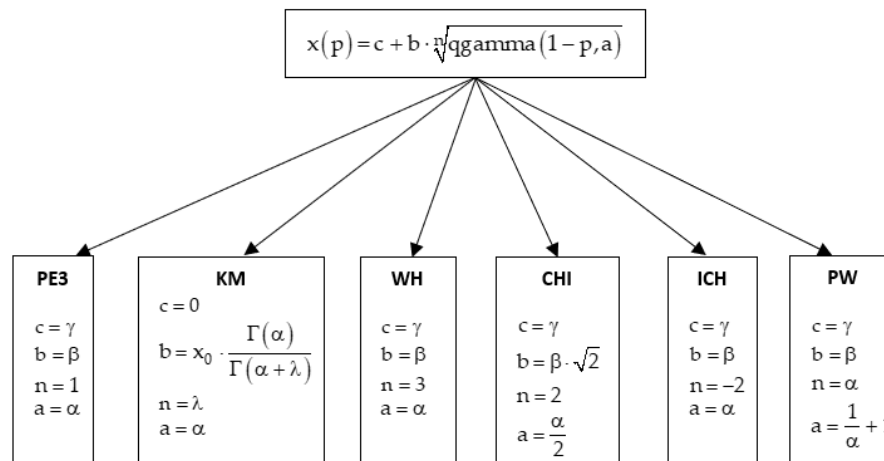 x(p) = c + b · ⁿ√qgamma(1 − p, a)
PE3
c = γ
b = β
n = 1
a = α
KM
c = 0
b = x₀ · Γ(α) / Γ(α + λ)
n = λ
a = α
WH
c = γ
b = β
n = 3
a = α
CHI
c = γ
b = β · √2
n = 2
a = α/2
ICH
c = γ
b = β
n = −2
a = α
PW
c = γ
b = β
n = α
a = 1/α +